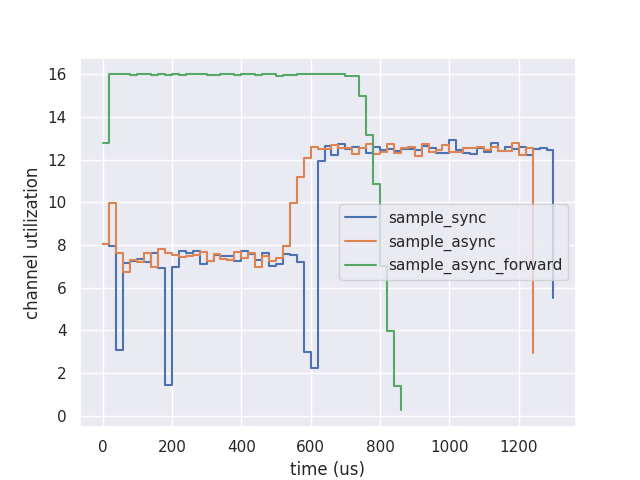 16
14
12
10
8
6
4
2
0
channel utilization
sample_sync
sample_async
sample_async_forward
0 200 400 600 800 1000 1200
time (us)